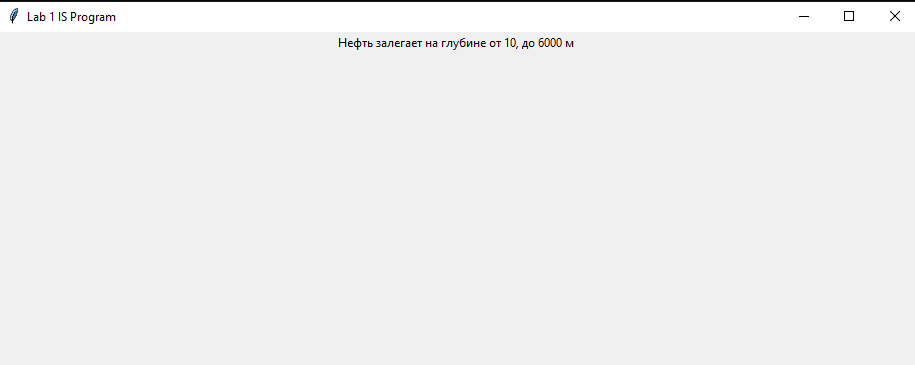 Lab 1 IS Program
Нефть залегает на глубине от 10, до 6000 м